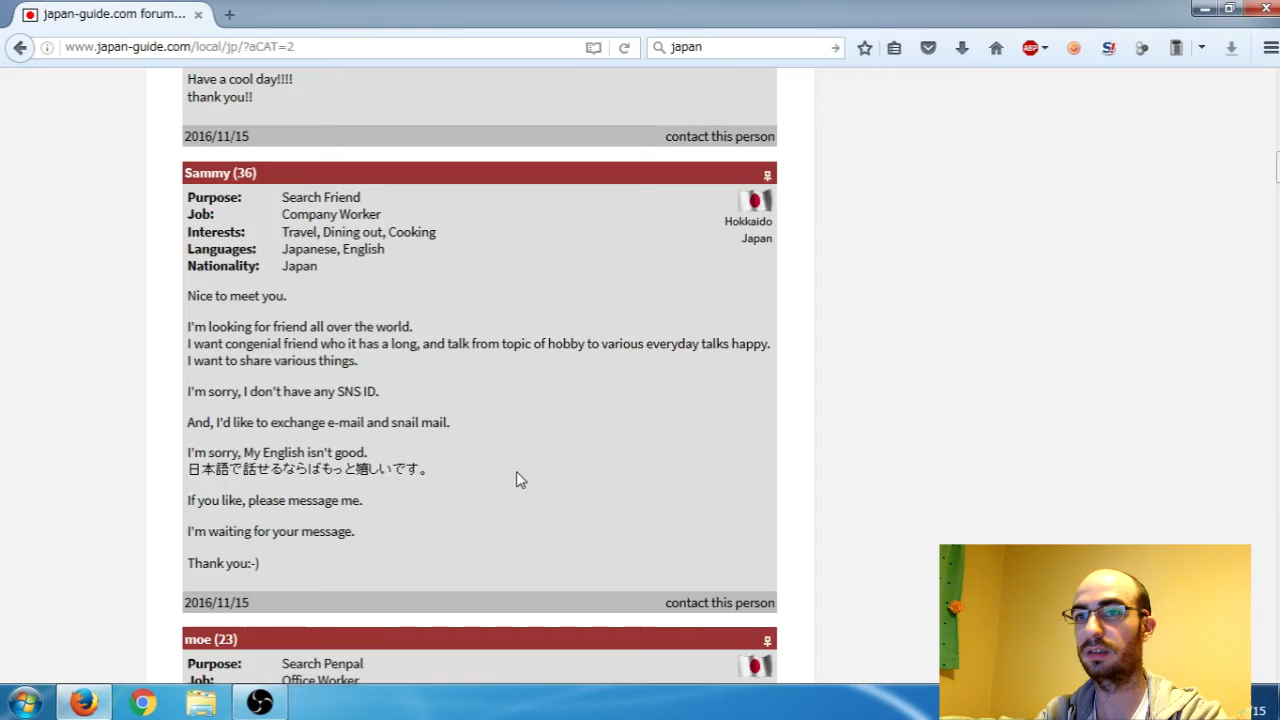 japan-guide.com forum...
www.japan-guide.com/local/jp/?aCAT=2
japan
ABP
S!
Have a cool day!!!!
thank you!!
2016/11/15 contact this person
Sammy (36)
Purpose: Search Friend
Job: Company Worker
Interests: Travel, Dining out, Cooking
Languages: Japanese, English
Nationality: Japan
Hokkaido
Japan
Nice to meet you.
I'm looking for friend all over the world.
I want congenial friend who it has a long, and talk from topic of hobby to various everyday talks happy.
I want to share various things.
I'm sorry, I don't have any SNS ID.
And, I'd like to exchange e-mail and snail mail.
I'm sorry, My English isn't good.
日本語で話せるならばもっと嬉しいです。
If you like, please message me.
I'm waiting for your message.
Thank you:-)
2016/11/15 contact this person
moe (23)
Purpose: Search Penpal
Job: Office Worker
/15